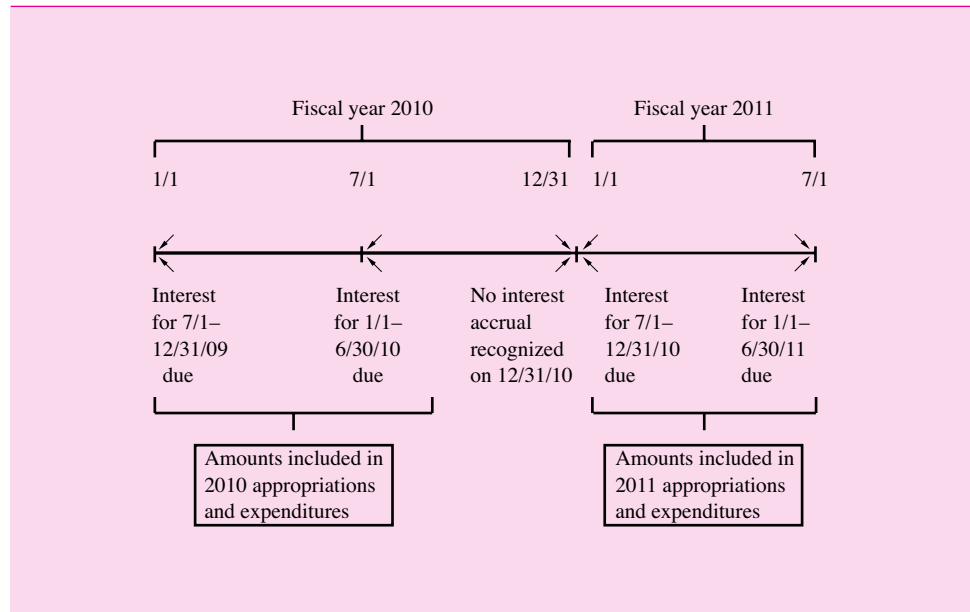 Fiscal year 2010
Fiscal year 2011
1/1
7/1
12/31
1/1
7/1
Interest
for 7/1–
12/31/09
due
Interest
for 1/1–
6/30/10
due
No interest
accrual
recognized
on 12/31/10
Interest
for 7/1–
12/31/10
due
Interest
for 1/1–
6/30/11
due
Amounts included in
2010 appropriations
and expenditures
Amounts included in
2011 appropriations
and expenditures